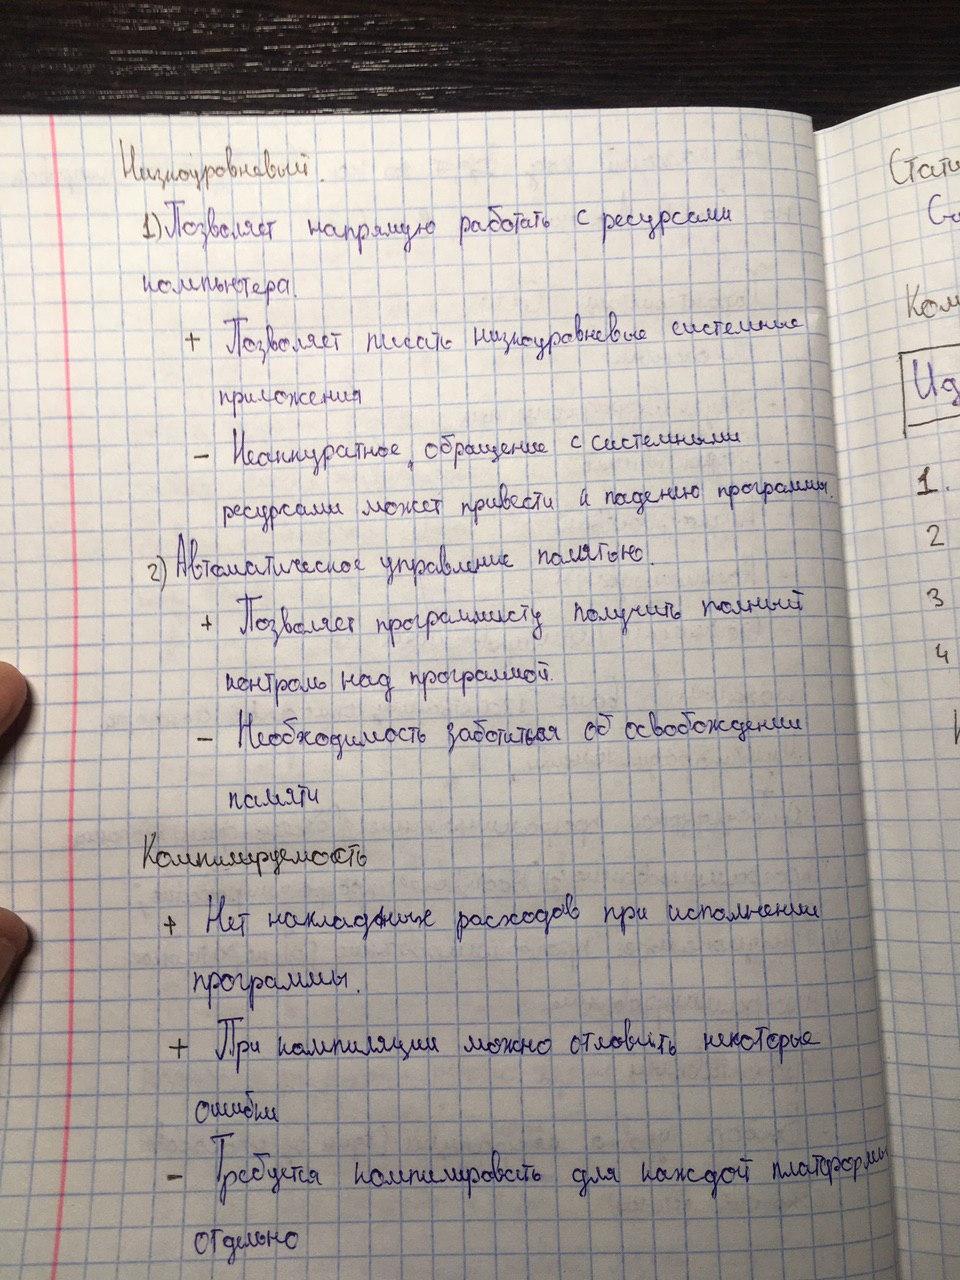 Низкоуровневый.
1) Позволяет напрямую работать с ресурсами
компьютера.
+ Позволяет писать низкоуровневые системные
приложения
- Неаккуратное обращение с системными
ресурсами может привести к падению программы.
2) Автоматическое управление памятью.
+ Позволяет программисту получить полный
контроль над программой.
- Необходимость заботиться об освобождении
памяти
Компилируемость
+ Нет накладных расходов при исполнении
программы.
+ При компиляции можно отловить некоторые
ошибки
- Требуется компилировать для каждой платформы
отдельно
Стати
Ком
Ид
1.
2
3
4